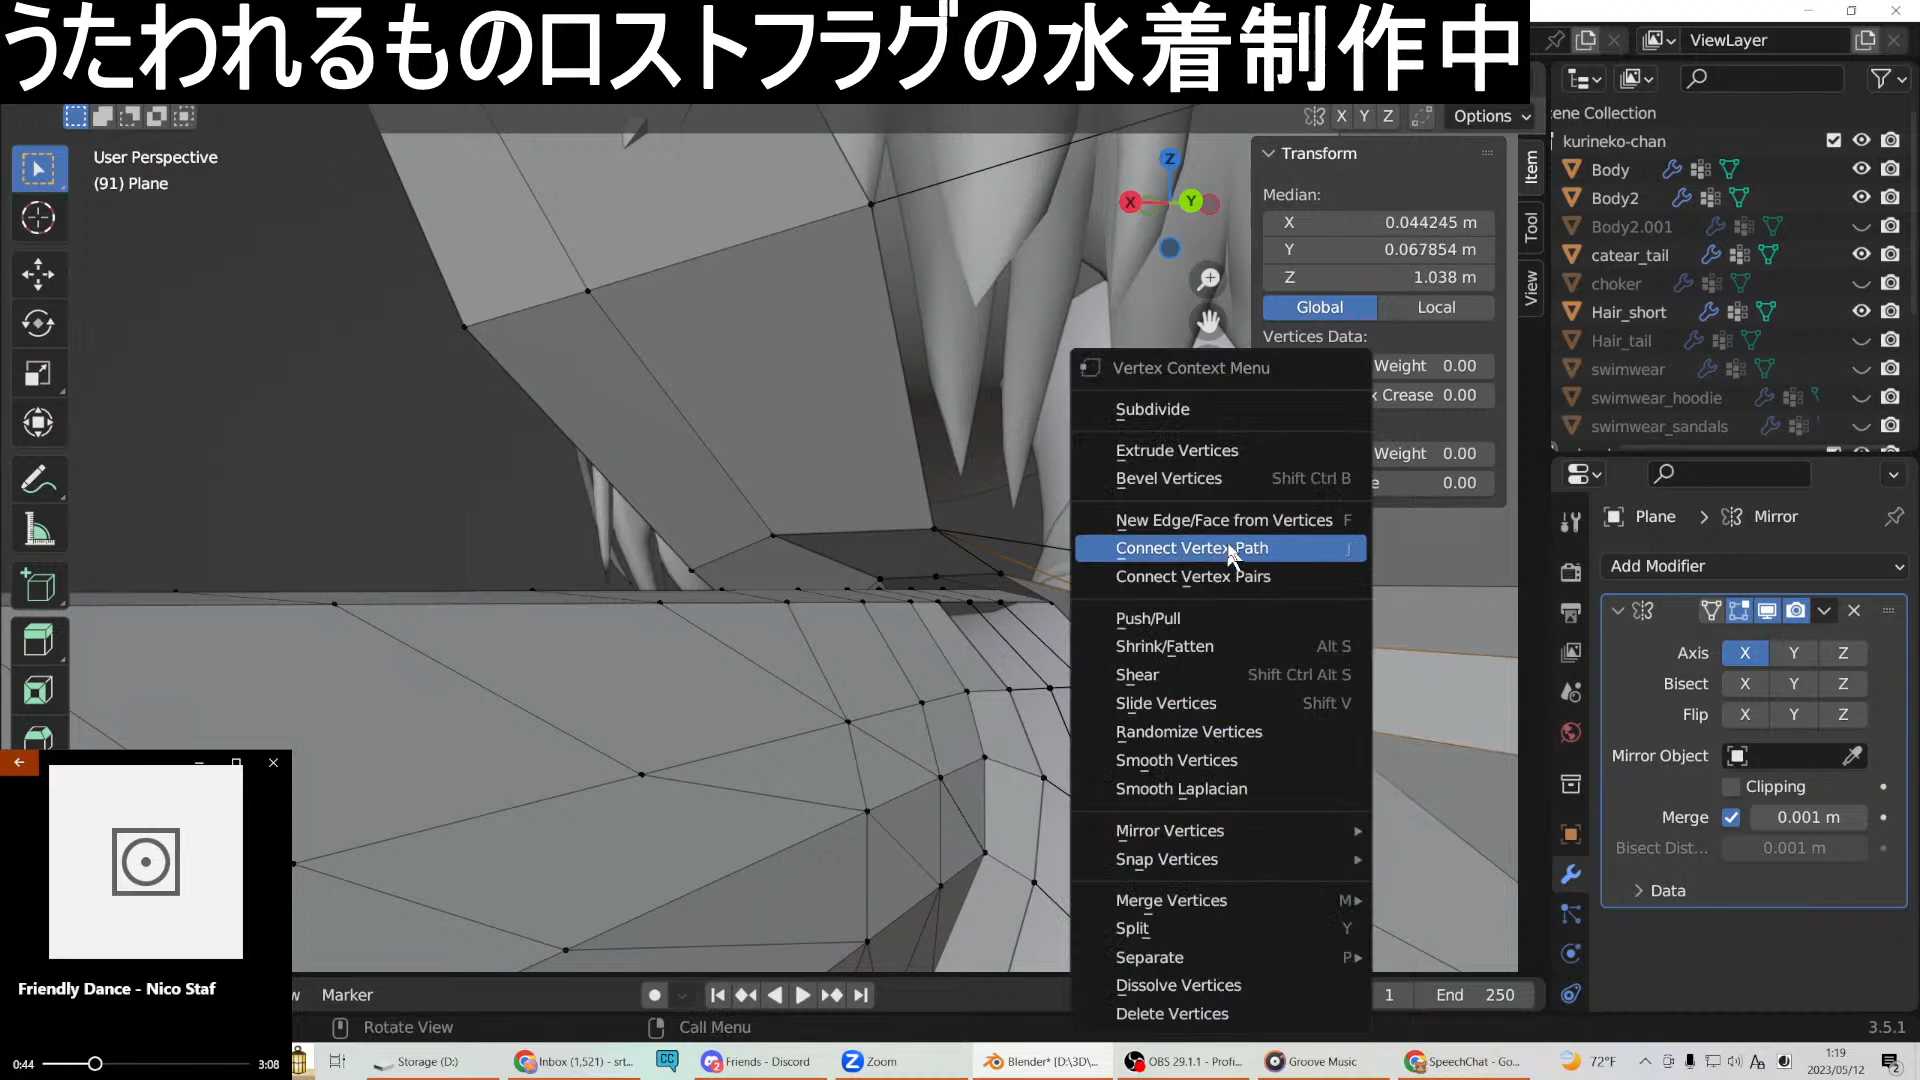 うたわれるものロストフラグの水着制作中
ViewLayer
X Y Z
Options
User Perspective
(91) Plane
Z
X
Y
Transform
Median:
X 0.044245 m
Y 0.067854 m
Z 1.038 m
Global Local
Vertices Data:
Weight 0.00
x Crease 0.00
Weight 0.00
e 0.00
Item
Tool
View
Vertex Context Menu
Subdivide
Extrude Vertices
Bevel Vertices Shift Ctrl B
New Edge/Face from Vertices F
Connect Vertex Path J
Connect Vertex Pairs
Push/Pull
Shrink/Fatten Alt S
Shear Shift Ctrl Alt S
Slide Vertices Shift V
Randomize Vertices
Smooth Vertices
Smooth Laplacian
Mirror Vertices
Snap Vertices
Merge Vertices M
Split Y
Separate P
Dissolve Vertices
Delete Vertices
ene Collection
kurineko-chan
Body
Body2
Body2.001
catear_tail
choker
Hair_short
Hair_tail
swimwear
swimwear_hoodie
swimwear_sandals
Plane > Mirror
Add Modifier
Axis X Y Z
Bisect X Y Z
Flip X Y Z
Mirror Object
Clipping
Merge 0.001 m
Bisect Dist... 0.001 m
Data
Friendly Dance - Nico Staf
0:44 3:08
w Marker
1 End 250
Rotate View
Call Menu
3.5.1
Storage (D:)
Inbox (1,521) - srt...
CC
2
Friends - Discord
Z
Zoom
Blender* [D:\3D\...
OBS 29.1.1 - Profi...
Groove Music
SpeechChat - Go...
72°F
A
1:19
2023/05/12
2